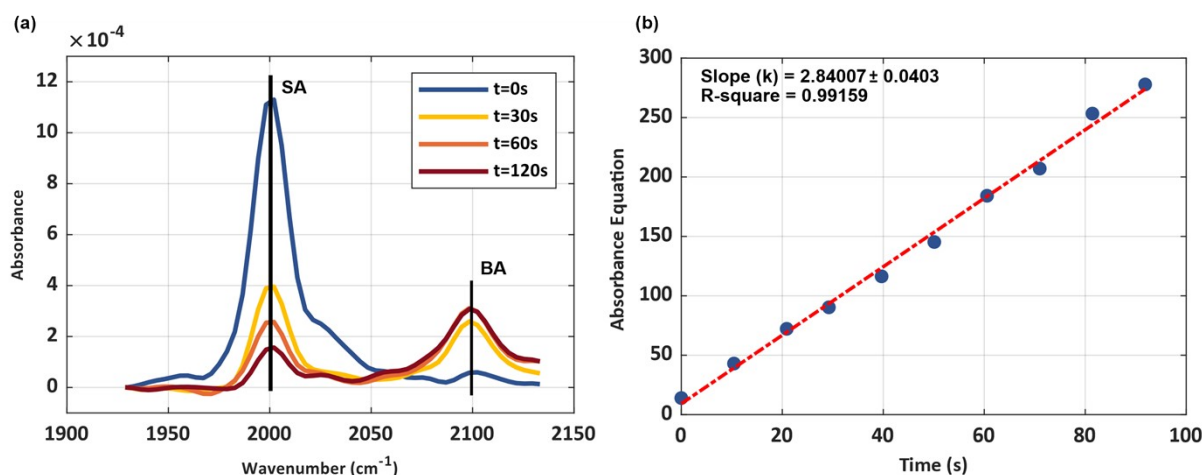 (a)
×10⁻⁴
12
10
8
6
4
2
0
Absorbance
1900
1950
2000
2050
2100
2150
Wavenumber (cm⁻¹)
SA
BA
t=0s
t=30s
t=60s
t=120s
(b)
Slope (k) = 2.84007 ± 0.0403
R-square = 0.99159
300
250
200
150
100
50
0
Absorbance Equation
0
20
40
60
80
100
Time (s)